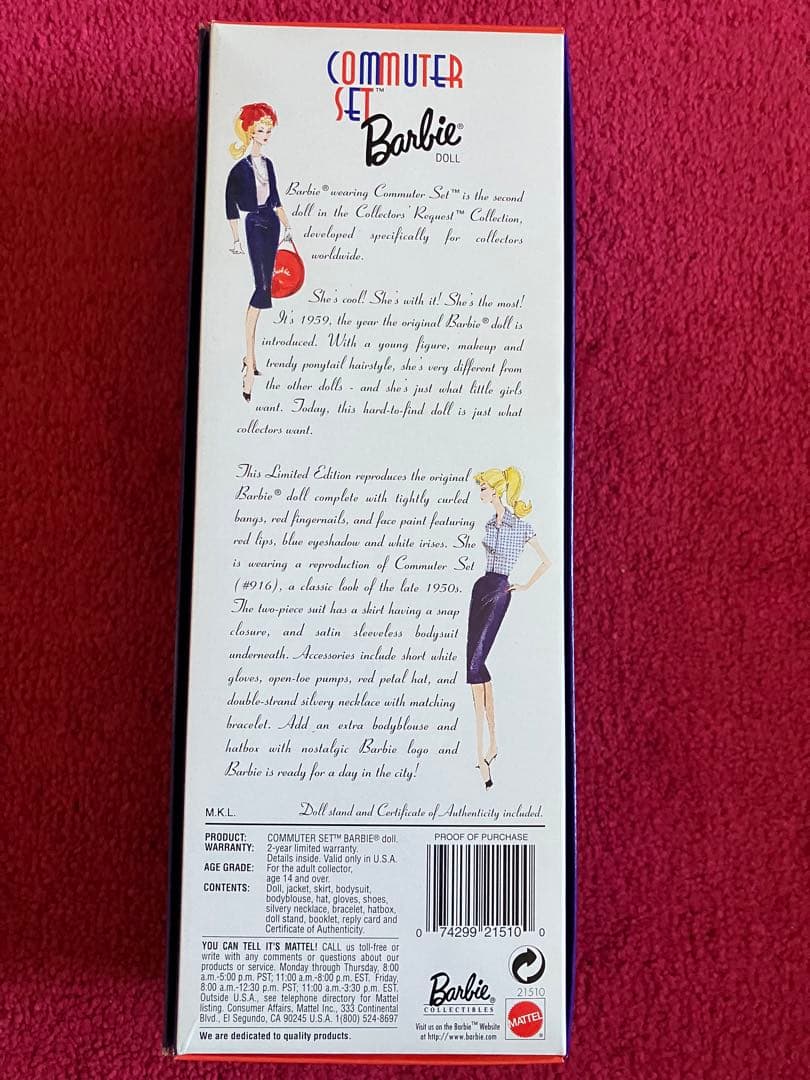 COMMUTER
SET™
Barbie®
DOLL
Barbie® wearing Commuter Set™ is the second
doll in the Collectors' Request™ Collection,
developed specifically for collectors
worldwide.
Barbie
She's cool! She's with it! She's the most!
It's 1959, the year the original Barbie® doll is
introduced. With a young figure, makeup and
trendy ponytail hairstyle, she's very different from
the other dolls - and she's just what little girls
want. Today, this hard-to-find doll is just what
collectors want.
This Limited Edition reproduces the original
Barbie® doll complete with tightly curled
bangs, red fingernails, and face paint featuring
red lips, blue eyeshadow and white irises. She
is wearing a reproduction of Commuter Set
(#916), a classic look of the late 1950s.
The two-piece suit has a skirt having a snap
closure, and satin sleeveless bodysuit
underneath. Accessories include short white
gloves, open-toe pumps, red petal hat, and
double-strand silvery necklace with matching
bracelet. Add an extra bodyblouse and
hatbox with nostalgic Barbie logo and
Barbie is ready for a day in the city!
M.K.L.
Doll stand and Certificate of Authenticity included.
PRODUCT: COMMUTER SET™ BARBIE® doll.
WARRANTY: 2-year limited warranty.
Details inside. Valid only in U.S.A.
AGE GRADE: For the adult collector,
age 14 and over.
CONTENTS: Doll, jacket, skirt, bodysuit,
bodyblouse, hat, gloves, shoes,
silvery necklace, bracelet, hatbox,
doll stand, booklet, reply card and
Certificate of Authenticity.
PROOF OF PURCHASE
0 74299 21510 0
YOU CAN TELL IT'S MATTEL! CALL us toll-free or
write with any comments or questions about our
products or service. Monday through Thursday, 8:00
a.m.-5:00 p.m. PST; 11:00 a.m.-8:00 p.m. EST. Friday,
8:00 a.m.-12:30 p.m. PST; 11:00 a.m.-3:30 p.m. EST.
Outside U.S.A., see telephone directory for Mattel
listing. Consumer Affairs, Mattel Inc., 333 Continental
Blvd., El Segundo, CA 90245 U.S.A. 1(800) 524-8697
We are dedicated to quality products.
Barbie®
COLLECTIBLES
Visit us on the Barbie™ Website
at http://www.barbie.com
21510
MATTEL